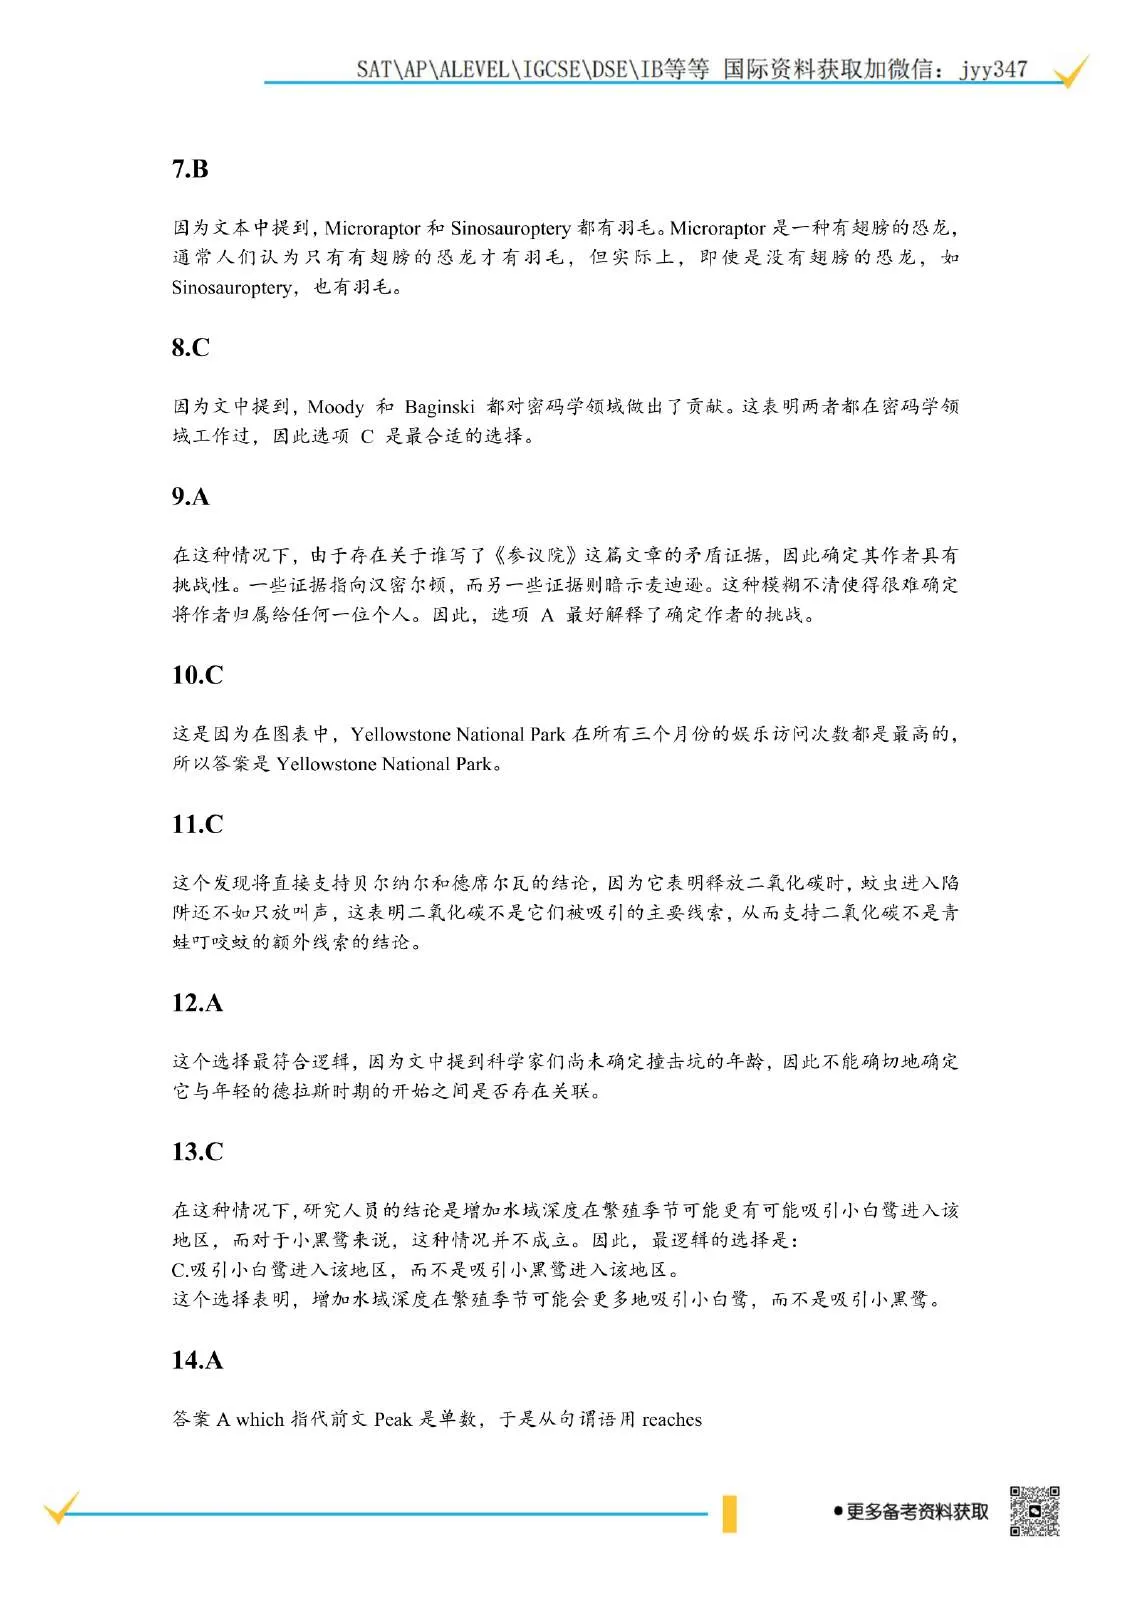 SAT\AP\ALEVEL\IGCSE\DSE\IB等等 国际资料获取加微信：jyy347
7.B
因为文本中提到，Microraptor 和 Sinosauroptery 都有羽毛。Microraptor 是一种有翅膀的恐龙，
通常人们认为只有有翅膀的恐龙才有羽毛，但实际上，即使是没有翅膀的恐龙，如
Sinosauroptery，也有羽毛。
8.C
因为文中提到，Moody 和 Baginski 都对密码学领域做出了贡献。这表明两者都在密码学领
域工作过，因此选项 C 是最合适的选择。
9.A
在这种情况下，由于存在关于谁写了《参议院》这篇文章的矛盾证据，因此确定其作者具有
挑战性。一些证据指向汉密尔顿，而另一些证据则暗示麦迪逊。这种模糊不清使得很难确定
将作者归属给任何一位个人。因此，选项 A 最好解释了确定作者的挑战。
10.C
这是因为在图表中，Yellowstone National Park 在所有三个月份的娱乐访问次数都是最高的，
所以答案是 Yellowstone National Park。
11.C
这个发现将直接支持贝尔纳尔和德席尔瓦的结论，因为它表明释放二氧化碳时，蚊虫进入陷
阱还不如只放叫声，这表明二氧化碳不是它们被吸引的主要线索，从而支持二氧化碳不是青
蛙叮咬蚊的额外线索的结论。
12.A
这个选择最符合逻辑，因为文中提到科学家们尚未确定撞击坑的年龄，因此不能确切地确定
它与年轻的德拉斯时期的开始之间是否存在关联。
13.C
在这种情况下，研究人员的结论是增加水域深度在繁殖季节可能更有可能吸引小白鹭进入该
地区，而对于小黑鹭来说，这种情况并不成立。因此，最逻辑的选择是：
C.吸引小白鹭进入该地区，而不是吸引小黑鹭进入该地区。
这个选择表明，增加水域深度在繁殖季节可能会更多地吸引小白鹭，而不是吸引小黑鹭。
14.A
答案 A which 指代前文 Peak 是单数，于是从句谓语用 reaches
•更多备考资料获取